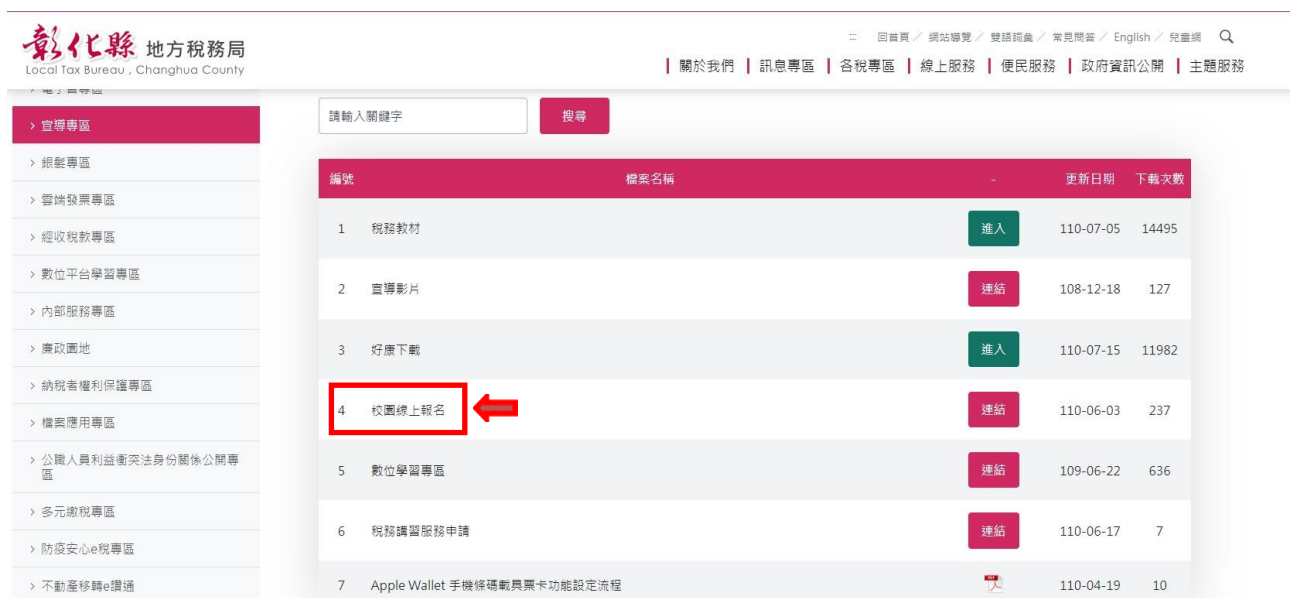 彰化縣 地方稅務局
Local Tax Bureau , Changhua County
::: 回首頁 ∕ 網站導覽 ∕ 雙語詞彙 ∕ 常見問答 ∕ English ∕ 兒童網
關於我們 | 訊息專區 | 各稅專區 | 線上服務 | 便民服務 | 政府資訊公開 | 主題服務
> 宣導專區
> 銀髮專區
> 雲端發票專區
> 經收稅款專區
> 數位平台學習專區
> 內部服務專區
> 廉政園地
> 納稅者權利保護專區
> 檔案應用專區
> 公職人員利益衝突法身份關係公開專
區
> 多元繳稅專區
> 防疫安心e稅專區
> 不動產移轉e讚通
請輸入關鍵字 搜尋
編號 檔案名稱 - 更新日期 下載次數
1 稅務教材 進入 110-07-05 14495
2 宣導影片 連結 108-12-18 127
3 好康下載 進入 110-07-15 11982
4 校園線上報名 連結 110-06-03 237
5 數位學習專區 連結 109-06-22 636
6 稅務講習服務申請 連結 110-06-17 7
7 Apple Wallet 手機條碼載具票卡功能設定流程 PDF 110-04-19 10